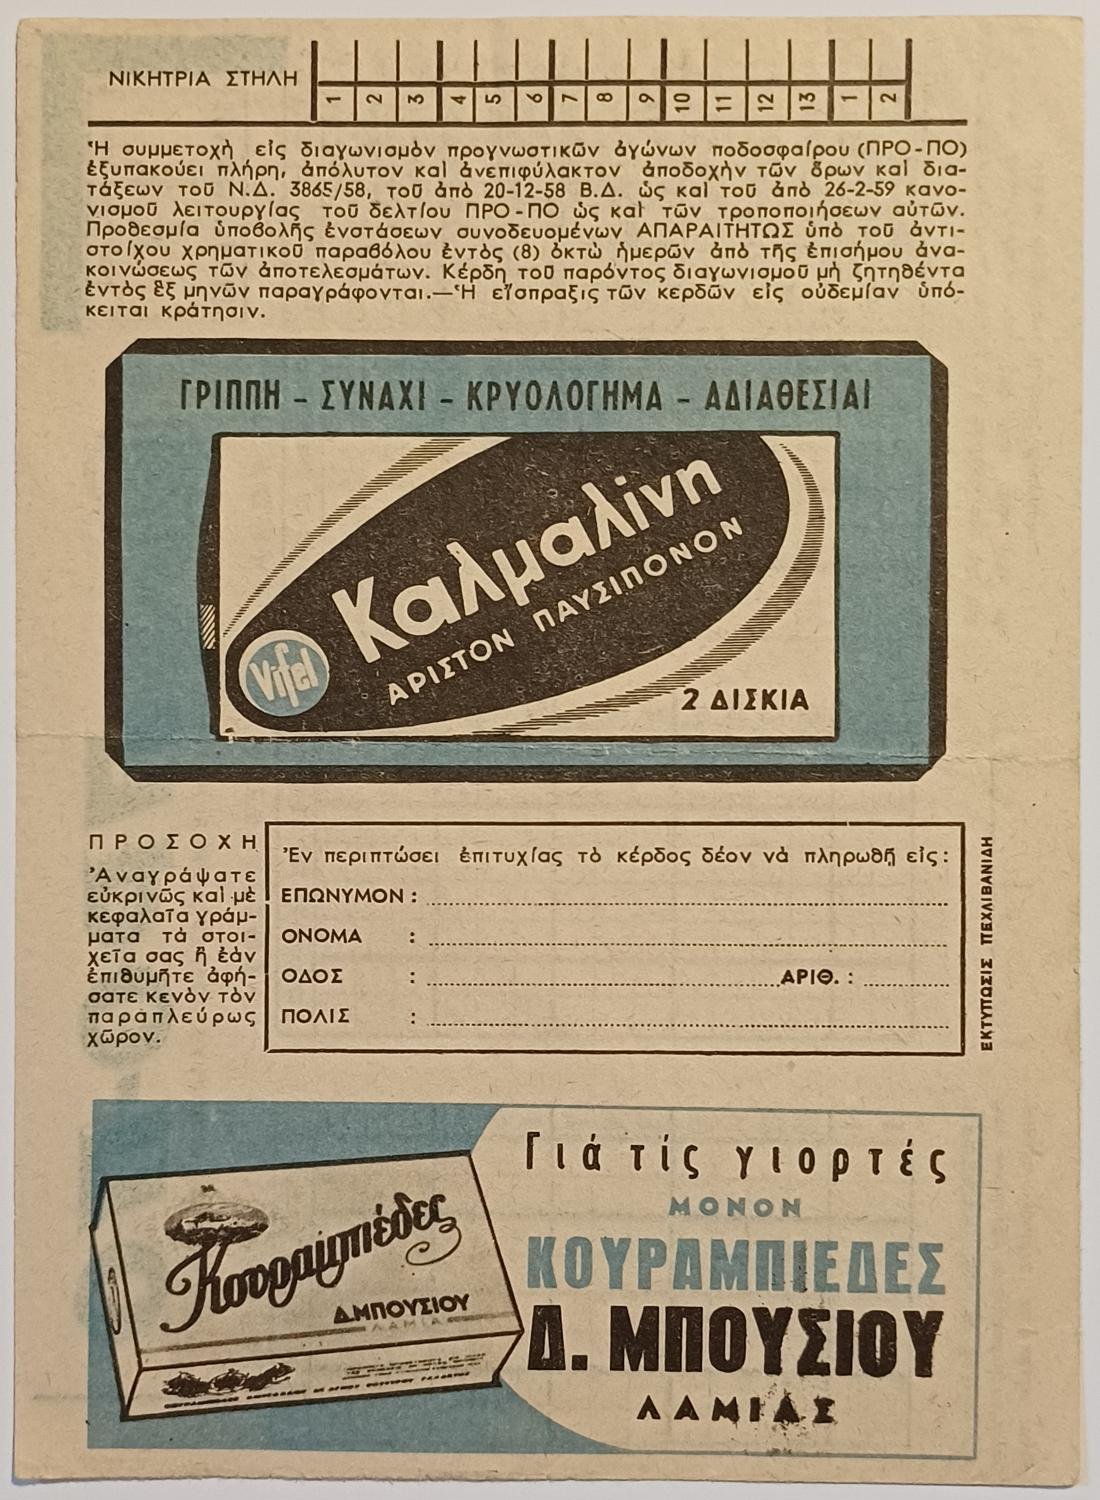 ΝΙΚΗΤΡΙΑ ΣΤΗΛΗ
1 2 3 4 5 6 7 8 9 10 11 12 13 1 2
Ἡ συμμετοχὴ εἰς διαγωνισμὸν προγνωστικῶν ἀγώνων ποδοσφαίρου (ΠΡΟ-ΠΟ)
ἐξυπακούει πλήρη, ἀπόλυτον καὶ ἀνεπιφύλακτον ἀποδοχὴν τῶν ὅρων καὶ δια-
τάξεων τοῦ Ν.Δ. 3865/58, τοῦ ἀπὸ 20-12-58 Β.Δ. ὡς καὶ τοῦ ἀπὸ 26-2-59 κανο-
νισμοῦ λειτουργίας τοῦ δελτίου ΠΡΟ-ΠΟ ὡς καὶ τῶν τροποποιήσεων αὐτῶν.
Προθεσμία ὑποβολῆς ἐνστάσεων συνοδευομένων ΑΠΑΡΑΙΤΗΤΩΣ ὑπὸ τοῦ ἀντι-
στοίχου χρηματικοῦ παραβόλου ἐντὸς (8) ὀκτὼ ἡμερῶν ἀπὸ τῆς ἐπισήμου ἀνα-
κοινώσεως τῶν ἀποτελεσμάτων. Κέρδη τοῦ παρόντος διαγωνισμοῦ μὴ ζητηθέντα
ἐντὸς ἓξ μηνῶν παραγράφονται.—Ἡ εἴσπραξις τῶν κερδῶν εἰς οὐδεμίαν ὑπό-
κειται κράτησιν.
ΓΡΙΠΠΗ - ΣΥΝΑΧΙ - ΚΡΥΟΛΟΓΗΜΑ - ΑΔΙΑΘΕΣΙΑΙ
Καλμαλίνη
ΑΡΙΣΤΟΝ ΠΑΥΣΙΠΟΝΟΝ
Vifel
2 ΔΙΣΚΙΑ
ΠΡΟΣΟΧΗ
Ἀναγράψατε
εὐκρινῶς καὶ μὲ
κεφαλαῖα γράμ-
ματα τὰ στοι-
χεῖα σας ἢ ἐὰν
ἐπιθυμῆτε ἀφή-
σατε κενὸν τὸν
παραπλεύρως
χῶρον.
Ἐν περιπτώσει ἐπιτυχίας τὸ κέρδος δέον νὰ πληρωθῇ εἰς:
ΕΠΩΝΥΜΟΝ :
ΟΝΟΜΑ :
ΟΔΟΣ : ΑΡΙΘ. :
ΠΟΛΙΣ :
ΕΚΤΥΠΩΣΙΣ ΠΕΧΛΙΒΑΝΙΔΗ
Κουραμπιέδες
Δ.ΜΠΟΥΣΙΟΥ
ΛΑΜΙΑ
Γιά τίς γιορτές
ΜΟΝΟΝ
ΚΟΥΡΑΜΠΙΕΔΕΣ
Δ. ΜΠΟΥΣΙΟΥ
ΛΑΜΙΑΣ